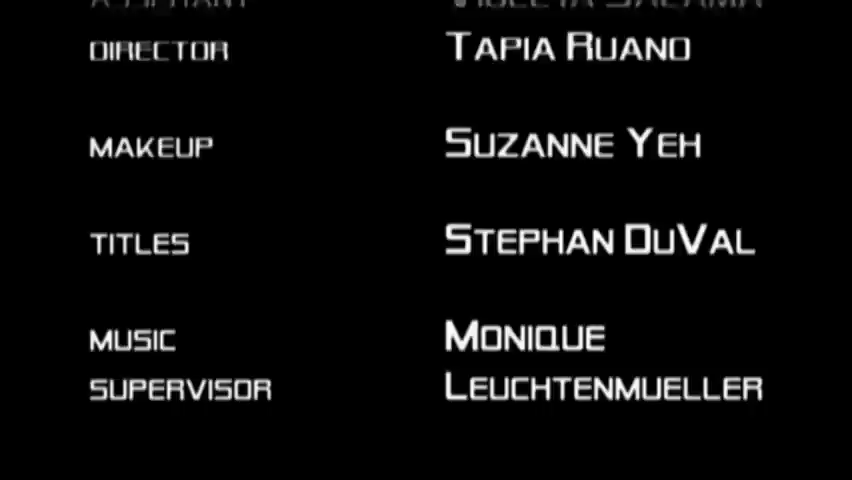 DIRECTOR TAPIA RUANO
MAKEUP SUZANNE YEH
TITLES STEPHAN DUVAL
MUSIC MONIQUE
SUPERVISOR LEUCHTENMUELLER